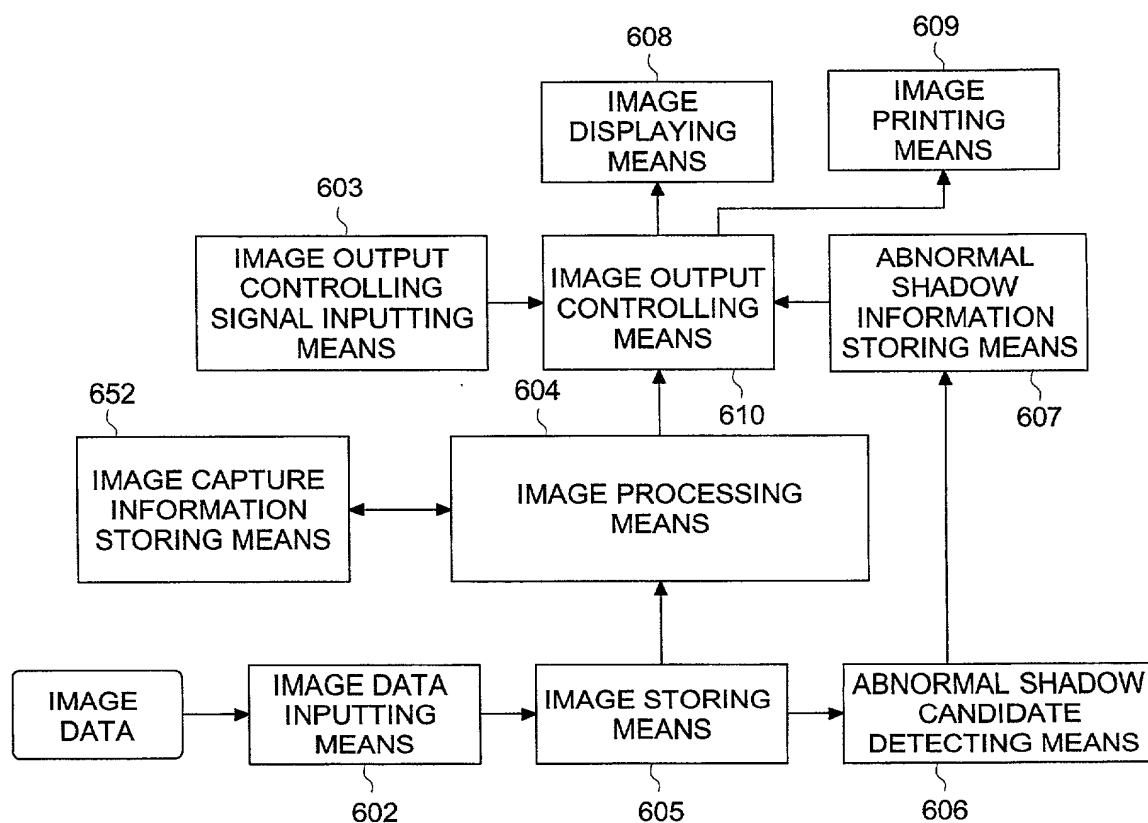 609
608
IMAGE
PRINTING
MEANS
IMAGE
DISPLAYING
MEANS
603
IMAGE OUTPUT
CONTROLLING
SIGNAL INPUTTING
MEANS
IMAGE OUTPUT
CONTROLLING
MEANS
610
ABNORMAL
SHADOW
INFORMATION
STORING MEANS
607
652
IMAGE CAPTURE
INFORMATION
STORING MEANS
604
IMAGE PROCESSING
MEANS
IMAGE
DATA
IMAGE DATA
INPUTTING
MEANS
602
IMAGE STORING
MEANS
605
ABNORMAL SHADOW
CANDIDATE
DETECTING MEANS
606